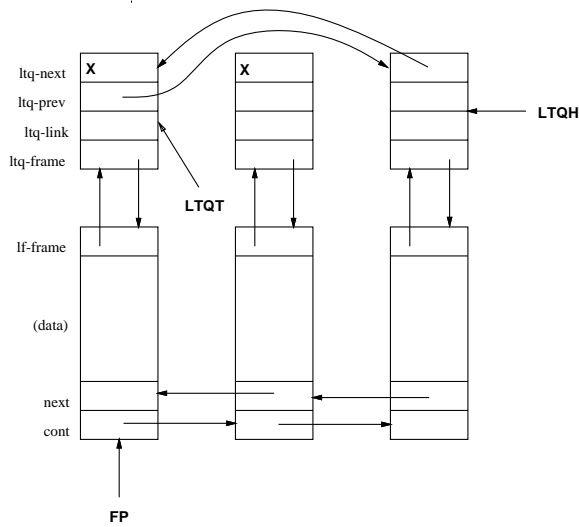 ltq-next X X
ltq-prev
LTQH
ltq-link
ltq-frame
LTQT
lf-frame
(data)
next
cont
FP